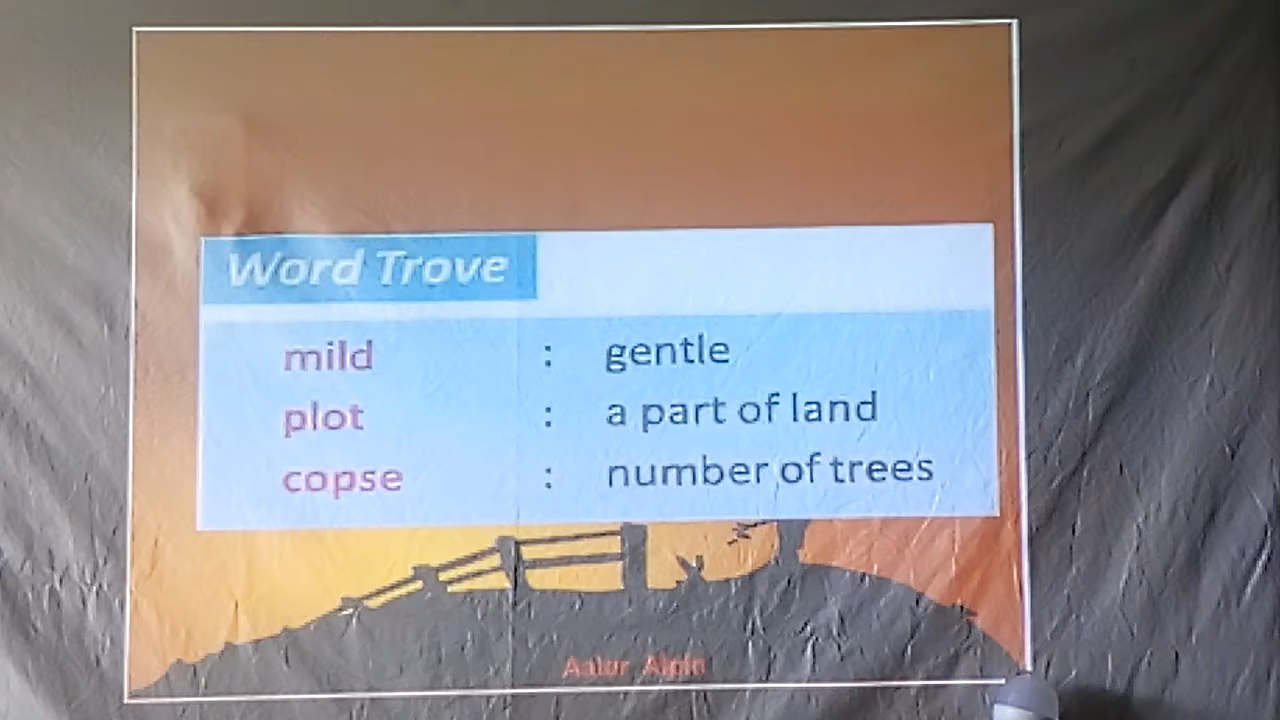 Word Trove
mild : gentle
plot : a part of land
copse : number of trees